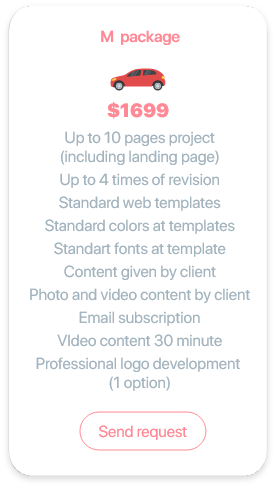 M package
$1699
Up to 10 pages project
(including landing page)
Up to 4 times of revision
Standard web templates
Standard colors at templates
Standart fonts at template
Content given by client
Photo and video content by client
Email subscription
VIdeo content 30 minute
Professional logo development
(1 option)
Send request